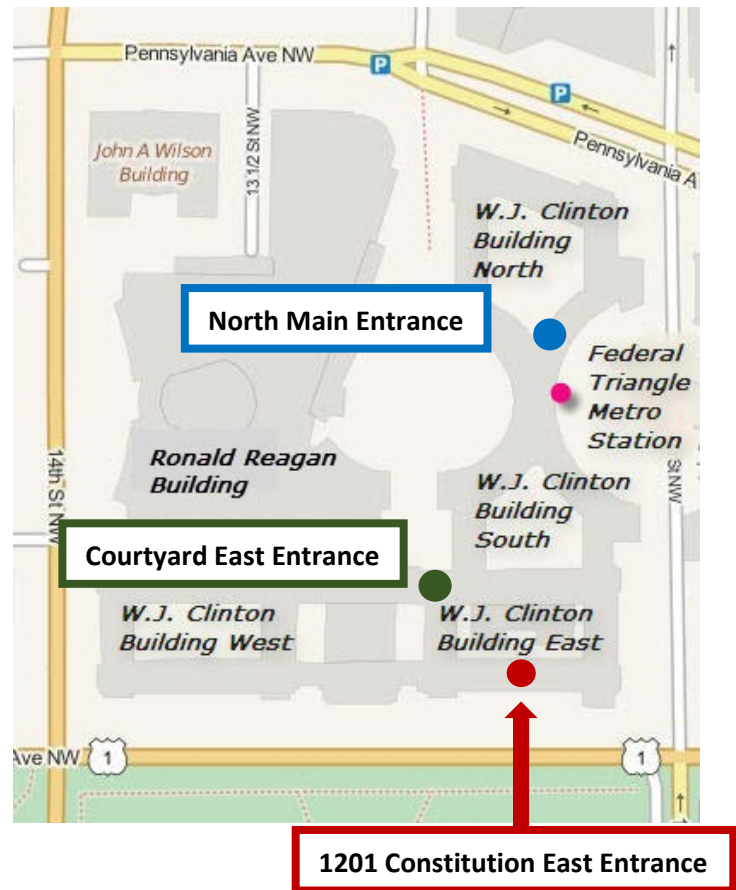 Pennsylvania Ave NW
P
P
Pennsylvania A
John A Wilson
Building
13 1/2 St NW
W.J. Clinton
Building
North
North Main Entrance
Federal
Triangle
Metro
Station
Ronald Reagan
Building
14th St NW
W.J. Clinton
Building
South
St NW
Courtyard East Entrance
W.J. Clinton
Building West
W.J. Clinton
Building East
Ave NW
1
1
1201 Constitution East Entrance